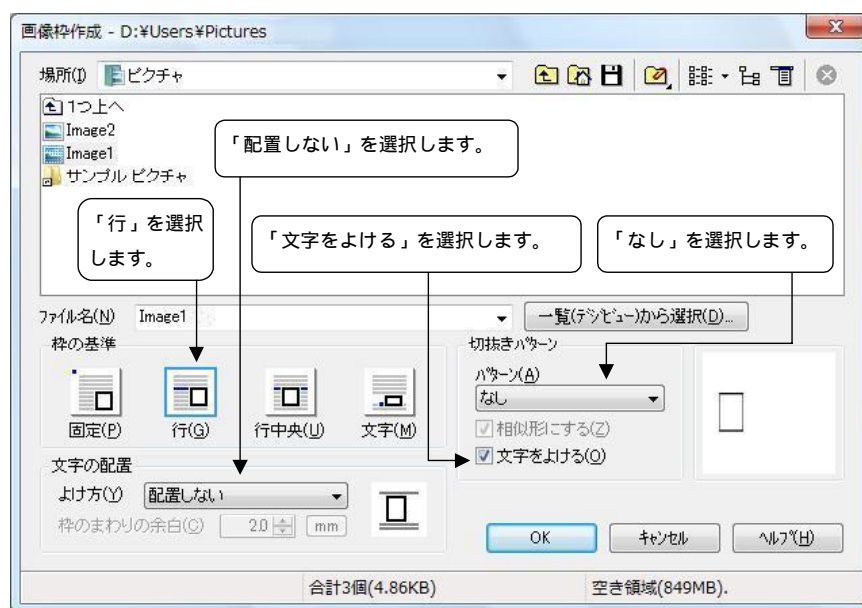 画像枠作成 - D:¥Users¥Pictures
場所(I) ピクチャ
1つ上へ
Image2
Image1
サンプル ピクチャ
「配置しない」を選択します。
「行」を選択
します。
「文字をよける」を選択します。
「なし」を選択します。
ファイル名(N) Image1 一覧(デジビュー)から選択(D)...
枠の基準
固定(P) 行(G) 行中央(U) 文字(M)
切抜きパターン
パターン(A)
なし
相似形にする(Z)
文字をよける(O)
文字の配置
よけ方(Y) 配置しない
枠のまわりの余白(C) 2.0 mm
OK キャンセル ヘルプ(H)
合計3個(4.86KB) 空き領域(849MB).